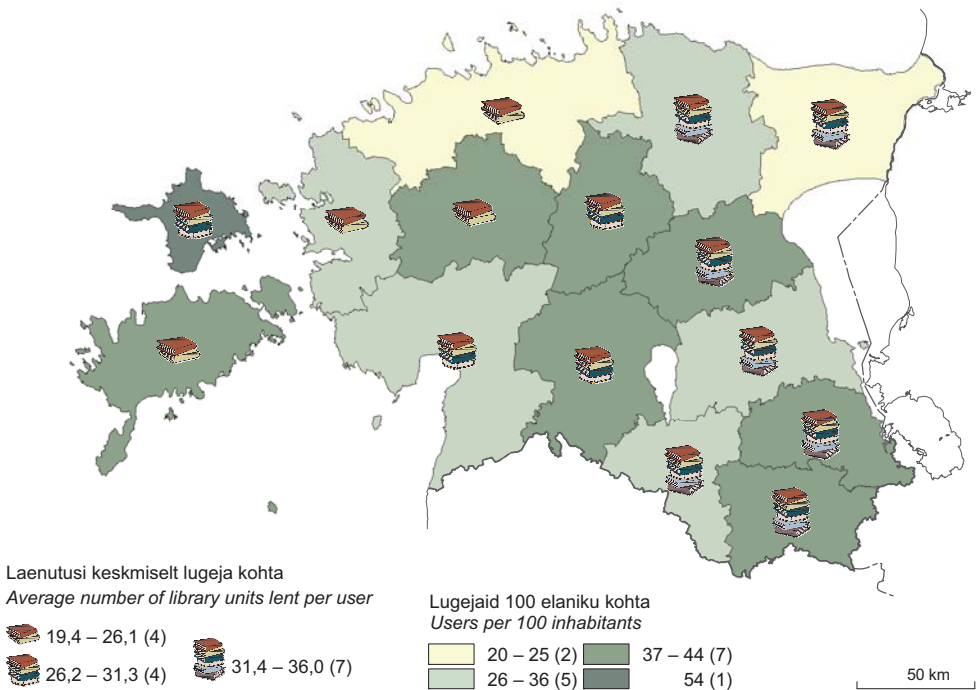 Laenutusi keskmiselt lugeja kohta
Average number of library units lent per user
19,4 – 26,1 (4)
26,2 – 31,3 (4)
31,4 – 36,0 (7)
Lugejaid 100 elaniku kohta
Users per 100 inhabitants
20 – 25 (2)
37 – 44 (7)
26 – 36 (5)
54 (1)
50 km